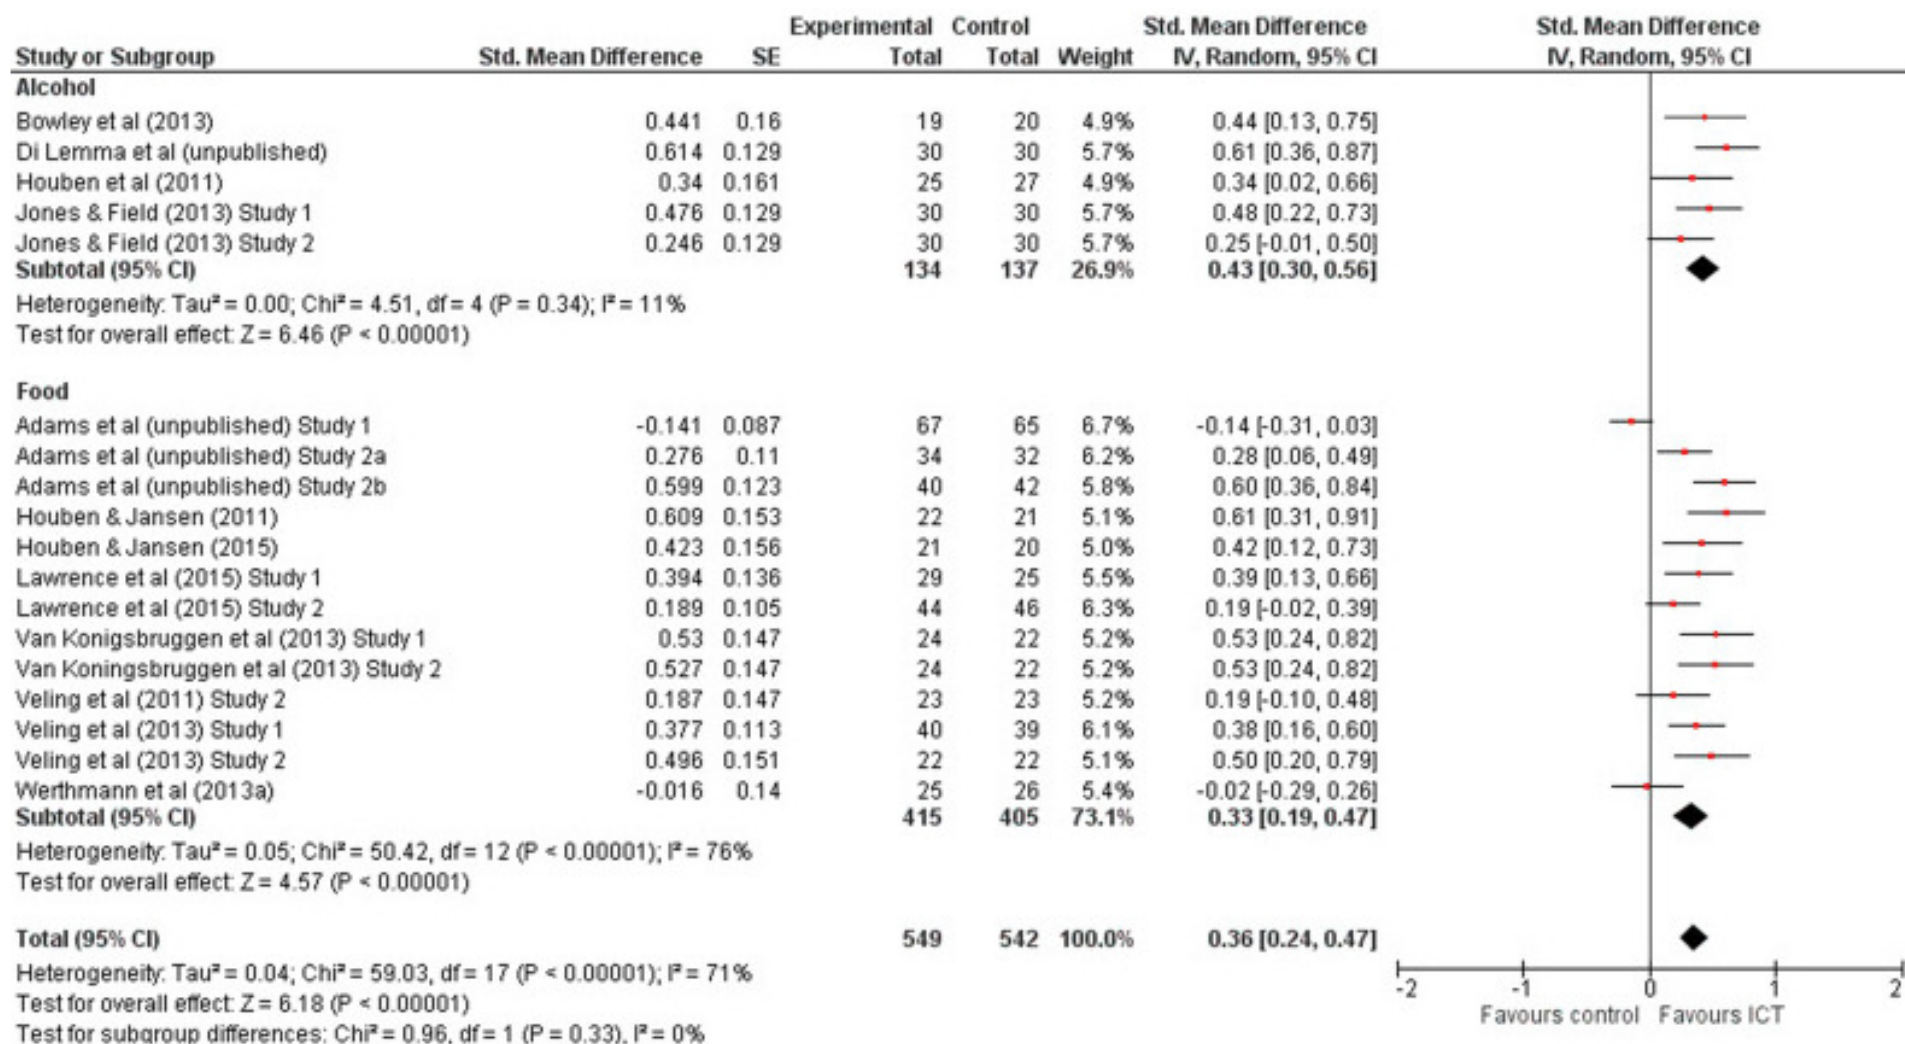 Experimental Control Std. Mean Difference Std. Mean Difference
Study or Subgroup Std. Mean Difference SE Total Total Weight IV, Random, 95% CI IV, Random, 95% CI
Alcohol
Bowley et al (2013) 0.441 0.16 19 20 4.9% 0.44 [0.13, 0.75]
Di Lemma et al (unpublished) 0.614 0.129 30 30 5.7% 0.61 [0.36, 0.87]
Houben et al (2011) 0.34 0.161 25 27 4.9% 0.34 [0.02, 0.66]
Jones & Field (2013) Study 1 0.476 0.129 30 30 5.7% 0.48 [0.22, 0.73]
Jones & Field (2013) Study 2 0.246 0.129 30 30 5.7% 0.25 [-0.01, 0.50]
Subtotal (95% CI) 134 137 26.9% 0.43 [0.30, 0.56]
Heterogeneity: Tau² = 0.00; Chi² = 4.51, df = 4 (P = 0.34); I² = 11%
Test for overall effect: Z = 6.46 (P < 0.00001)
Food
Adams et al (unpublished) Study 1 -0.141 0.087 67 65 6.7% -0.14 [-0.31, 0.03]
Adams et al (unpublished) Study 2a 0.276 0.11 34 32 6.2% 0.28 [0.06, 0.49]
Adams et al (unpublished) Study 2b 0.599 0.123 40 42 5.8% 0.60 [0.36, 0.84]
Houben & Jansen (2011) 0.609 0.153 22 21 5.1% 0.61 [0.31, 0.91]
Houben & Jansen (2015) 0.423 0.156 21 20 5.0% 0.42 [0.12, 0.73]
Lawrence et al (2015) Study 1 0.394 0.136 29 25 5.5% 0.39 [0.13, 0.66]
Lawrence et al (2015) Study 2 0.189 0.105 44 46 6.3% 0.19 [-0.02, 0.39]
Van Konigsbruggen et al (2013) Study 1 0.53 0.147 24 22 5.2% 0.53 [0.24, 0.82]
Van Koningsbruggen et al (2013) Study 2 0.527 0.147 24 22 5.2% 0.53 [0.24, 0.82]
Veling et al (2011) Study 2 0.187 0.147 23 23 5.2% 0.19 [-0.10, 0.48]
Veling et al (2013) Study 1 0.377 0.113 40 39 6.1% 0.38 [0.16, 0.60]
Veling et al (2013) Study 2 0.496 0.151 22 22 5.1% 0.50 [0.20, 0.79]
Werthmann et al (2013a) -0.016 0.14 25 26 5.4% -0.02 [-0.29, 0.26]
Subtotal (95% CI) 415 405 73.1% 0.33 [0.19, 0.47]
Heterogeneity: Tau² = 0.05; Chi² = 50.42, df = 12 (P < 0.00001); I² = 76%
Test for overall effect: Z = 4.57 (P < 0.00001)
Total (95% CI) 549 542 100.0% 0.36 [0.24, 0.47]
Heterogeneity: Tau² = 0.04; Chi² = 59.03, df = 17 (P < 0.00001); I² = 71%
Test for overall effect: Z = 6.18 (P < 0.00001)
Test for subgroup differences: Chi² = 0.96, df = 1 (P = 0.33), I² = 0%
-2 -1 0 1 2
Favours control Favours ICT